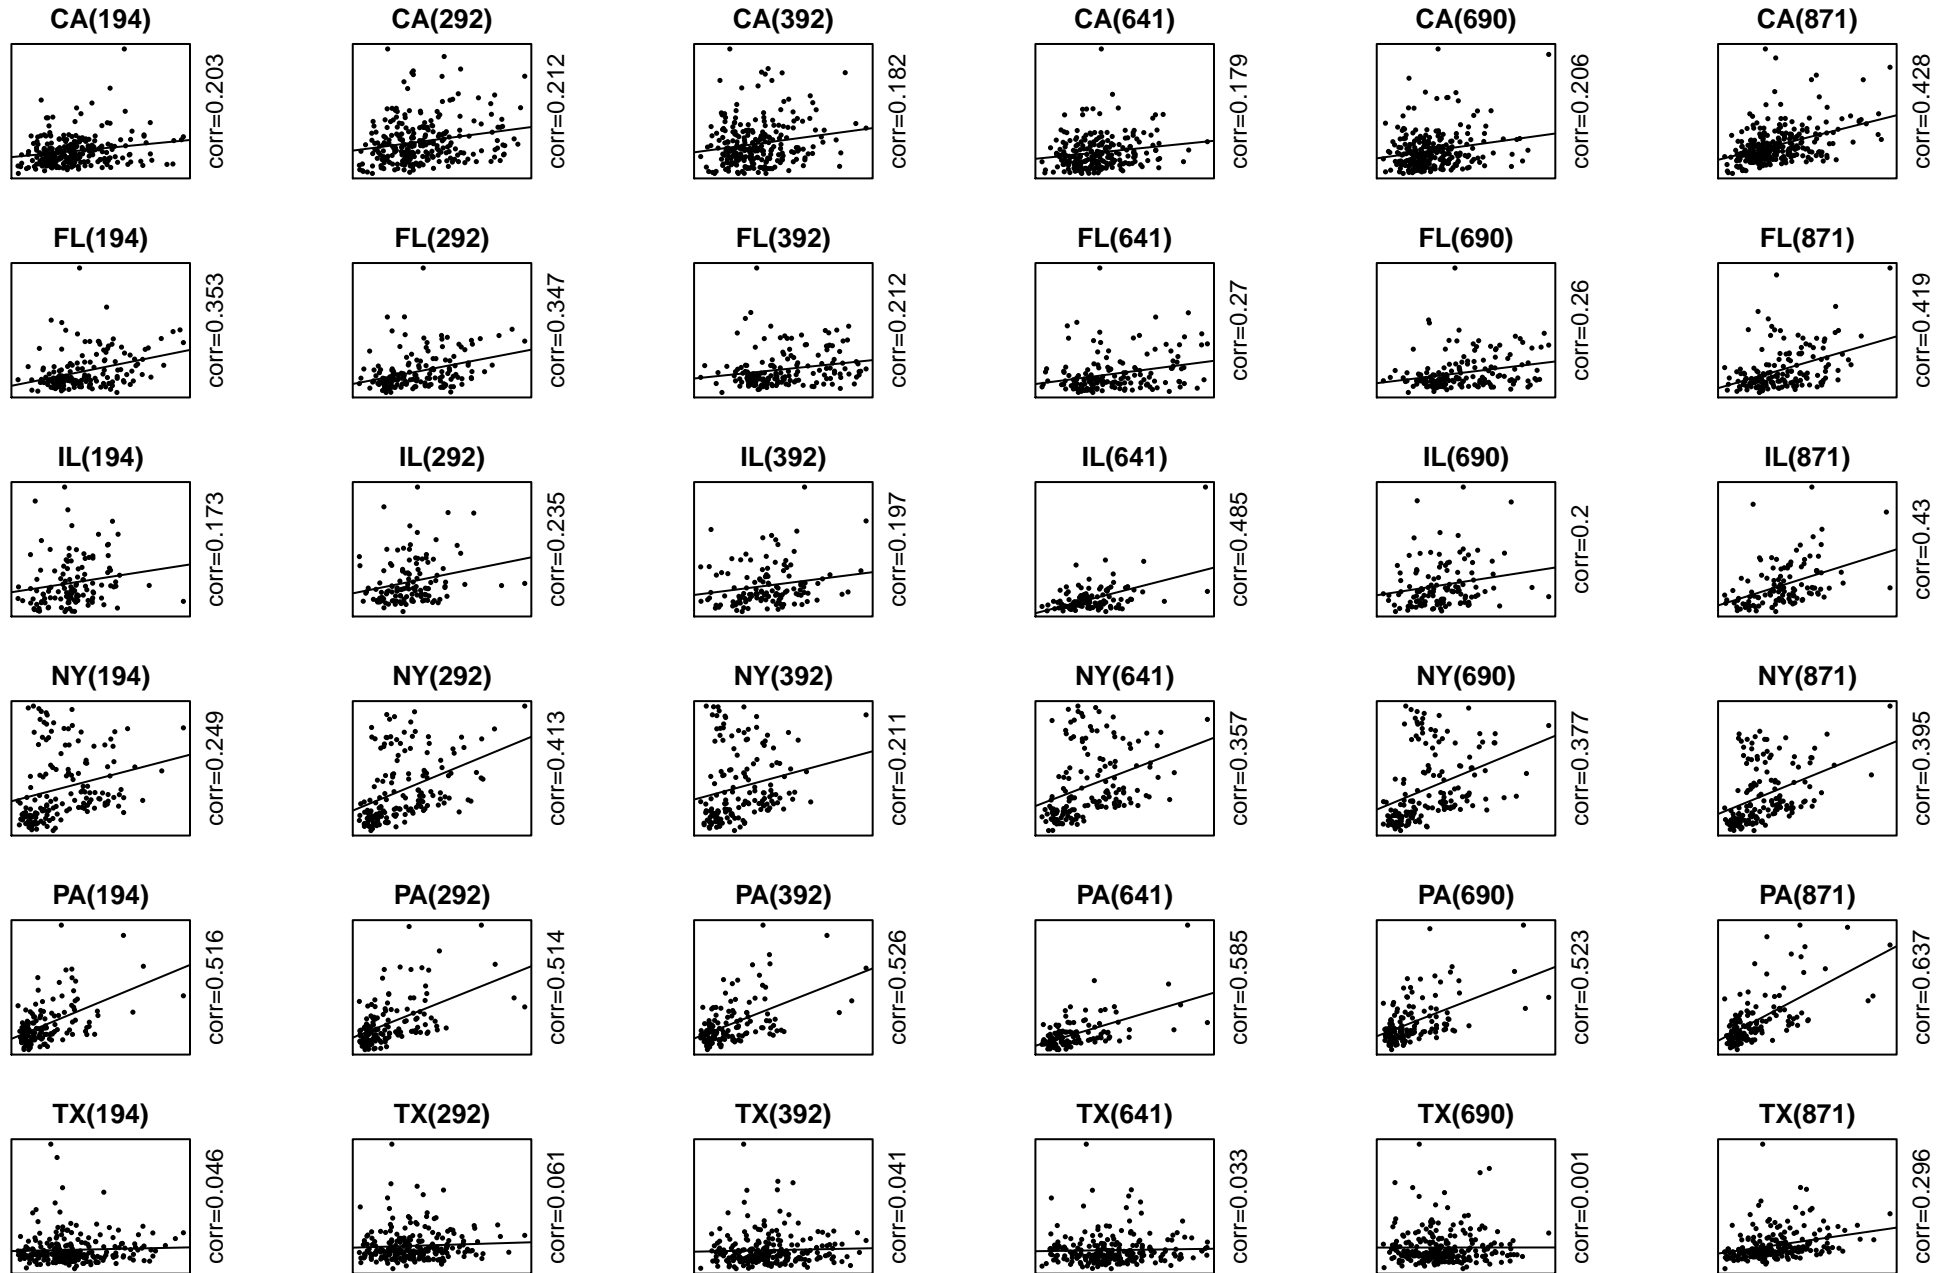 CA(194)
corr=0.203
CA(292)
corr=0.212
CA(392)
corr=0.182
CA(641)
corr=0.179
CA(690)
corr=0.206
CA(871)
corr=0.428
FL(194)
corr=0.353
FL(292)
corr=0.347
FL(392)
corr=0.212
FL(641)
corr=0.27
FL(690)
corr=0.26
FL(871)
corr=0.419
IL(194)
corr=0.173
IL(292)
corr=0.235
IL(392)
corr=0.197
IL(641)
corr=0.485
IL(690)
corr=0.2
IL(871)
corr=0.43
NY(194)
corr=0.249
NY(292)
corr=0.413
NY(392)
corr=0.211
NY(641)
corr=0.357
NY(690)
corr=0.377
NY(871)
corr=0.395
PA(194)
corr=0.516
PA(292)
corr=0.514
PA(392)
corr=0.526
PA(641)
corr=0.585
PA(690)
corr=0.523
PA(871)
corr=0.637
TX(194)
corr=0.046
TX(292)
corr=0.061
TX(392)
corr=0.041
TX(641)
corr=0.033
TX(690)
corr=0.001
TX(871)
corr=0.296